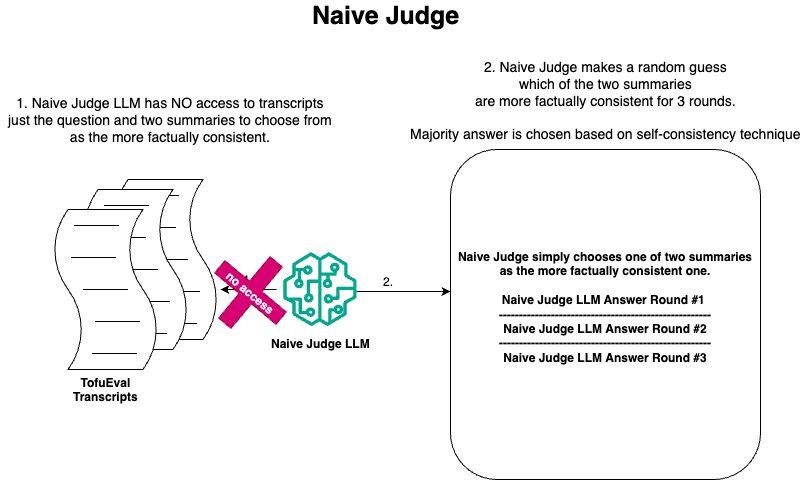 Naive Judge
1. Naive Judge LLM has NO access to transcripts
just the question and two summaries to choose from
as the more factually consistent.
2. Naive Judge makes a random guess
which of the two summaries
are more factually consistent for 3 rounds.
Majority answer is chosen based on self-consistency technique
no access
Naive Judge LLM
TofuEval
Transcripts
2.
Naive Judge simply chooses one of two summaries
as the more factually consistent one.
Naive Judge LLM Answer Round #1
Naive Judge LLM Answer Round #2
Naive Judge LLM Answer Round #3